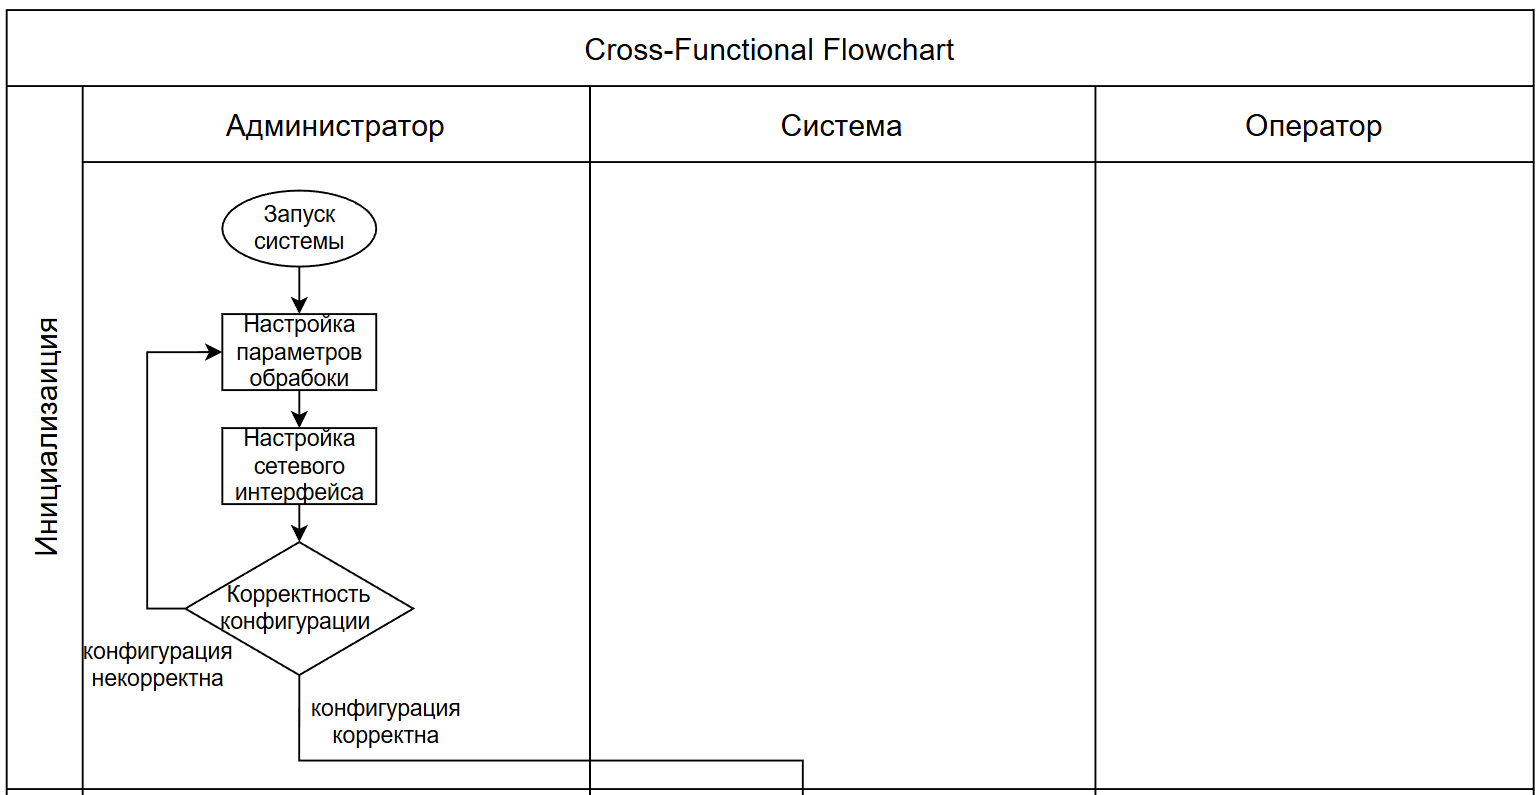 Cross-Functional Flowchart
Администратор
Система
Оператор
Инициализаиция
Запуск
системы
Настройка
параметров
обрабоки
Настройка
сетевого
интерфейса
Корректность
конфигурации
конфигурация
некорректна
конфигурация
корректна